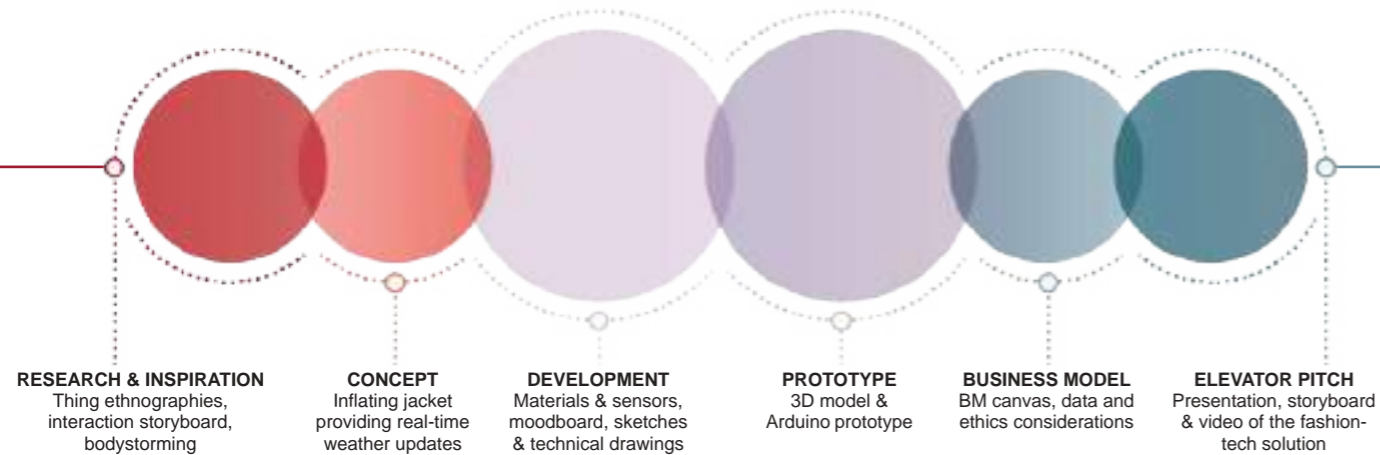 RESEARCH & INSPIRATION
Thing ethnographies,
interaction storyboard,
bodystorming
CONCEPT
Inflating jacket
providing real-time
weather updates
DEVELOPMENT
Materials & sensors,
moodboard, sketches
& technical drawings
PROTOTYPE
3D model &
Arduino prototype
BUSINESS MODEL
BM canvas, data and
ethics considerations
ELEVATOR PITCH
Presentation, storyboard
& video of the fashion-
tech solution